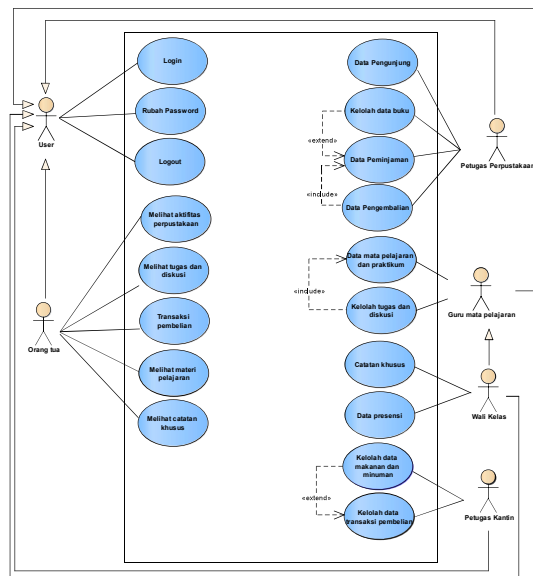 Login
Rubah Password
Logout
User
Melihat aktifitas
perpustakaan
Melihat tugas dan
diskusi
Transaksi
pembelian
Melihat materi
pelajaran
Melihat catatan
khusus
Orang tua
Data Pengunjung
Kelolah data buku
«extend»
Data Peminjaman
«include»
Data Pengembalian
Petugas Perpustakaan
Data mata pelajaran
dan praktikum
«include»
Kelolah tugas dan
diskusi
Guru mata pelajaran
Catatan khusus
Data presensi
Wali Kelas
Kelolah data
makanan dan
minuman
«extend»
Kelolah data
transaksi pembelian
Petugas Kantin